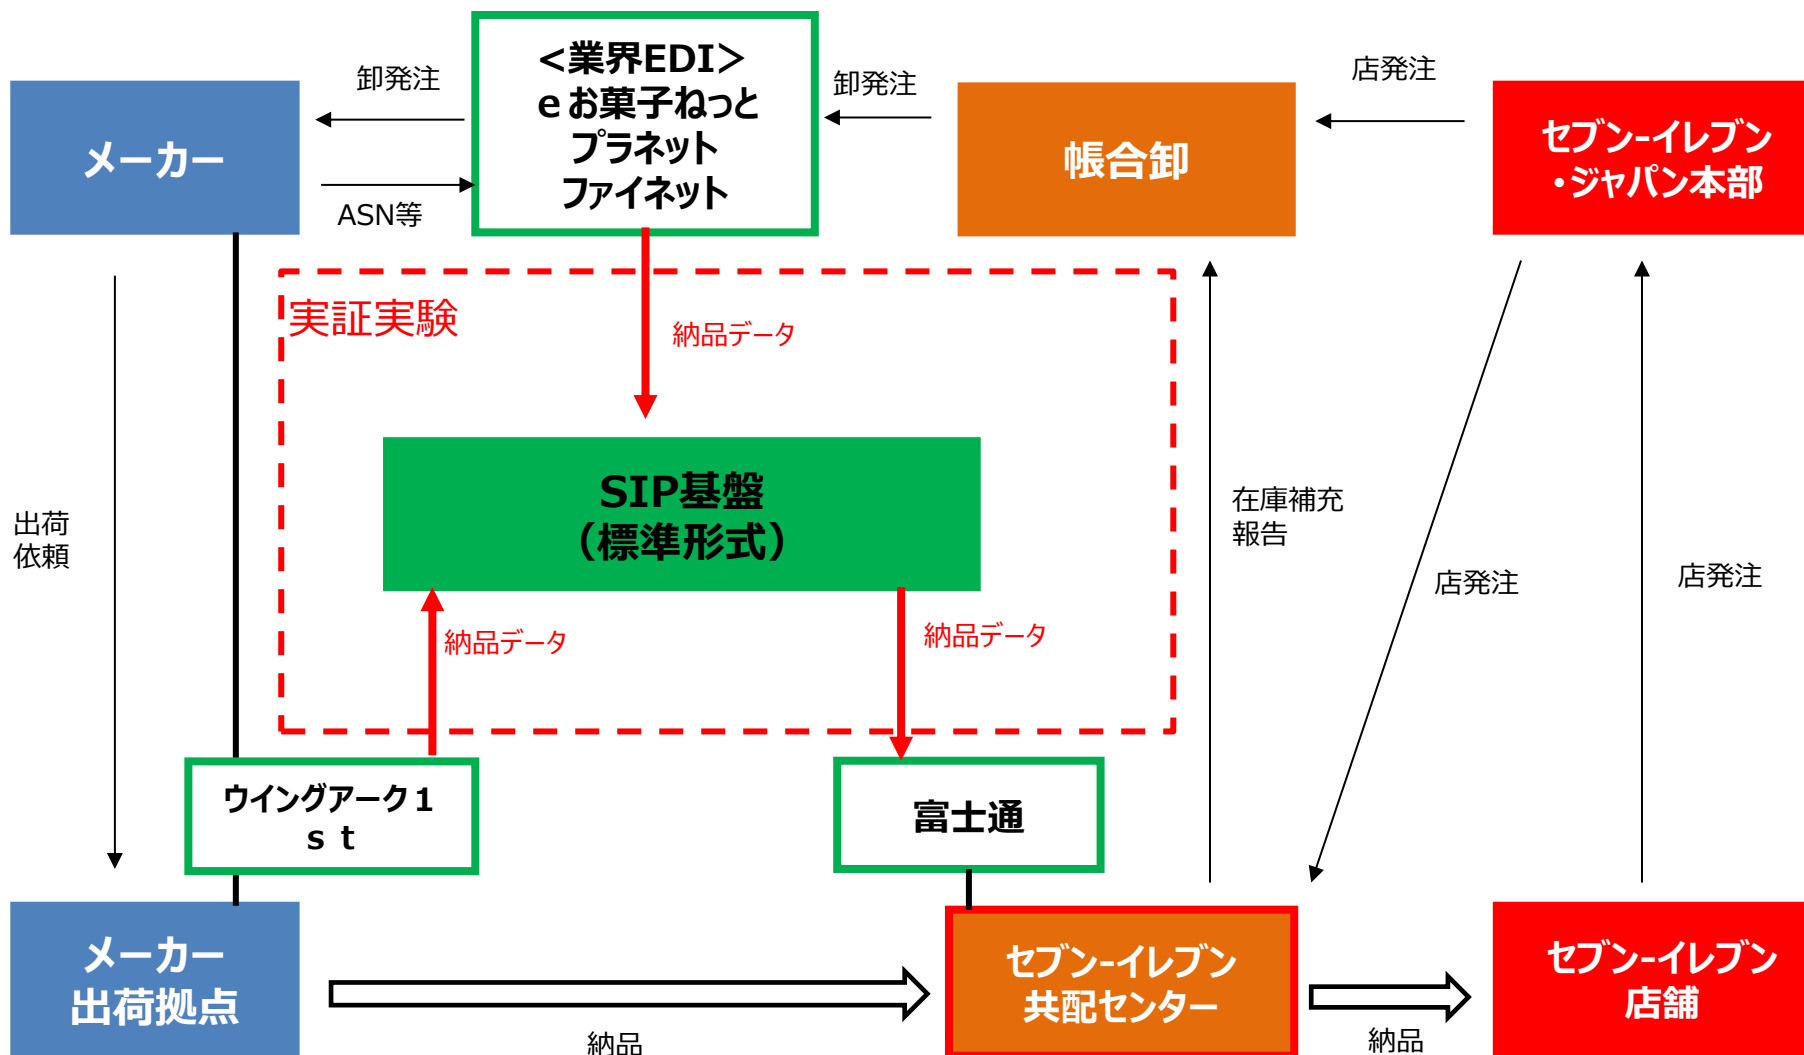 ＜業界EDI＞
ｅお菓子ねっと
プラネット
ファイネット
卸発注
卸発注
店発注
メーカー
帳合卸
セブン‐イレブン
・ジャパン本部
ASN等
実証実験
納品データ
SIP基盤
（標準形式）
出荷
依頼
在庫補充
報告
店発注
店発注
納品データ
納品データ
ウイングアーク１
ｓｔ
富士通
メーカー
出荷拠点
セブン‐イレブン
共配センター
セブン‐イレブン
店舗
納品
納品